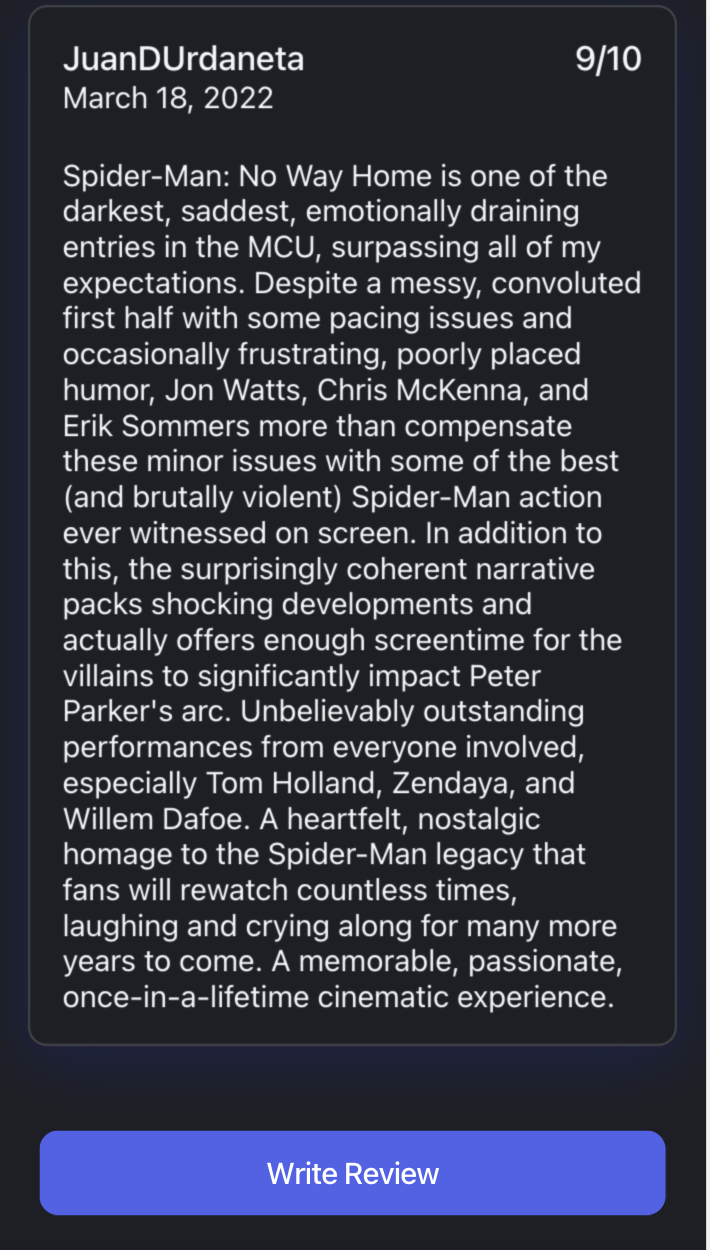 JuanDUrdaneta 9/10
March 18, 2022
Spider-Man: No Way Home is one of the
darkest, saddest, emotionally draining
entries in the MCU, surpassing all of my
expectations. Despite a messy, convoluted
first half with some pacing issues and
occasionally frustrating, poorly placed
humor, Jon Watts, Chris McKenna, and
Erik Sommers more than compensate
these minor issues with some of the best
(and brutally violent) Spider-Man action
ever witnessed on screen. In addition to
this, the surprisingly coherent narrative
packs shocking developments and
actually offers enough screentime for the
villains to significantly impact Peter
Parker's arc. Unbelievably outstanding
performances from everyone involved,
especially Tom Holland, Zendaya, and
Willem Dafoe. A heartfelt, nostalgic
homage to the Spider-Man legacy that
fans will rewatch countless times,
laughing and crying along for many more
years to come. A memorable, passionate,
once-in-a-lifetime cinematic experience.
Write Review